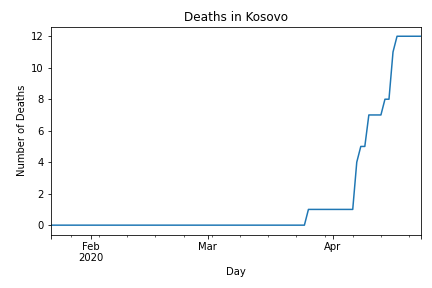 Deaths in Kosovo
12
10
8
6
4
2
0
Number of Deaths
Feb
2020
Mar
Apr
Day